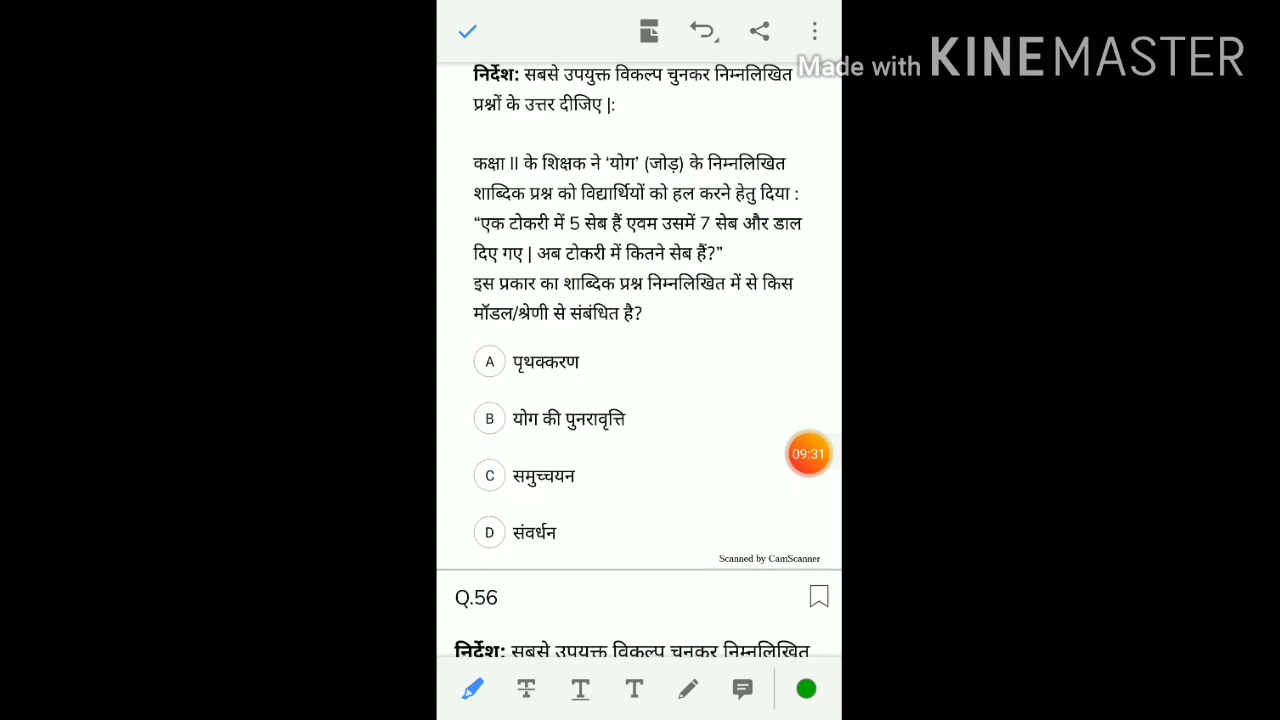 Made with KINEMASTER
निर्देश: सबसे उपयुक्त विकल्प चुनकर निम्नलिखित
प्रश्नों के उत्तर दीजिए |:
कक्षा II के शिक्षक ने ‘योग’ (जोड़) के निम्नलिखित
शाब्दिक प्रश्न को विद्यार्थियों को हल करने हेतु दिया :
“एक टोकरी में 5 सेब हैं एवम उसमें 7 सेब और डाल
दिए गए | अब टोकरी में कितने सेब हैं?”
इस प्रकार का शाब्दिक प्रश्न निम्नलिखित में से किस
मॉडल/श्रेणी से संबंधित है?
A पृथक्करण
B योग की पुनरावृत्ति
09:31
C समुच्चयन
D संवर्धन
Scanned by CamScanner
Q.56
निर्देश: सबसे उपयुक्त विकल्प चुनकर निम्नलिखित